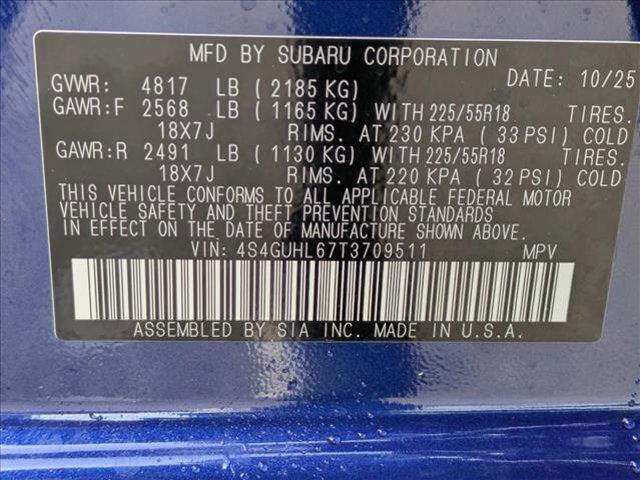 MFD BY SUBARU CORPORATION
GVWR: 4817 LB ( 2185 KG) DATE: 10/25
GAWR:F 2568 LB ( 1165 KG) WITH 225/55R18 TIRES.
18X7J RIMS. AT 230 KPA ( 33 PSI) COLD
GAWR:R 2491 LB ( 1130 KG) WITH 225/55R18 TIRES.
18X7J RIMS. AT 220 KPA ( 32 PSI) COLD
THIS VEHICLE CONFORMS TO ALL APPLICABLE FEDERAL MOTOR
VEHICLE SAFETY AND THEFT PREVENTION STANDARDS
IN EFFECT ON THE DATE OF MANUFACTURE SHOWN ABOVE.
VIN: 4S4GUHL67T3709511 MPV
ASSEMBLED BY SIA INC. MADE IN U.S.A.